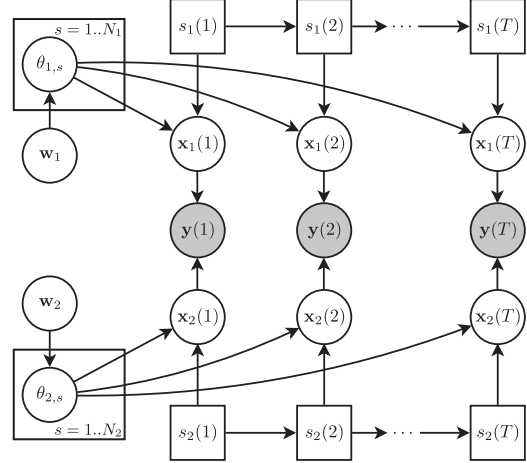 s = 1..N₁ s₁(1) s₁(2) ··· s₁(T)
θ₁,ₛ
w₁ x₁(1) x₁(2) x₁(T)
y(1) y(2) y(T)
w₂ x₂(1) x₂(2) x₂(T)
θ₂,ₛ
s = 1..N₂ s₂(1) s₂(2) ··· s₂(T)